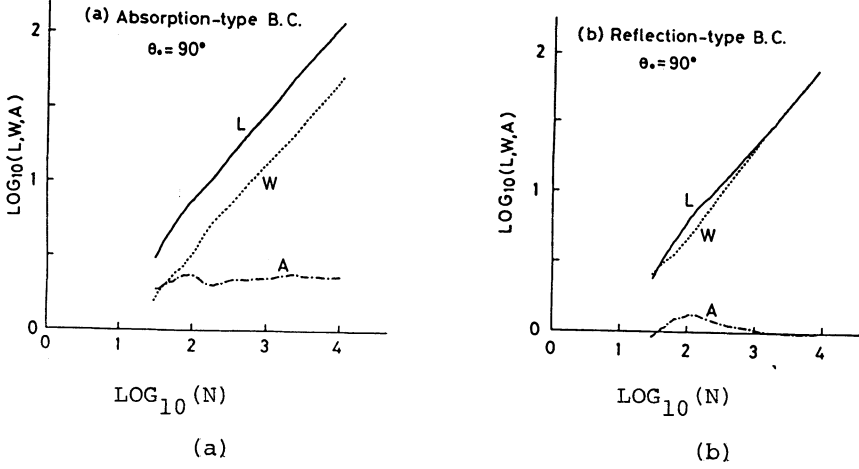 (a) Absorption-type B.C.
θ₀ = 90°
LOG₁₀(L,W,A)
2
1
0
L
W
A
0 1 2 3 4
LOG₁₀(N)
(a)
(b) Reflection-type B.C.
θ₀ = 90°
LOG₁₀(L,W,A)
2
1
0
L
W
A
0 1 2 3 4
LOG₁₀(N)
(b)